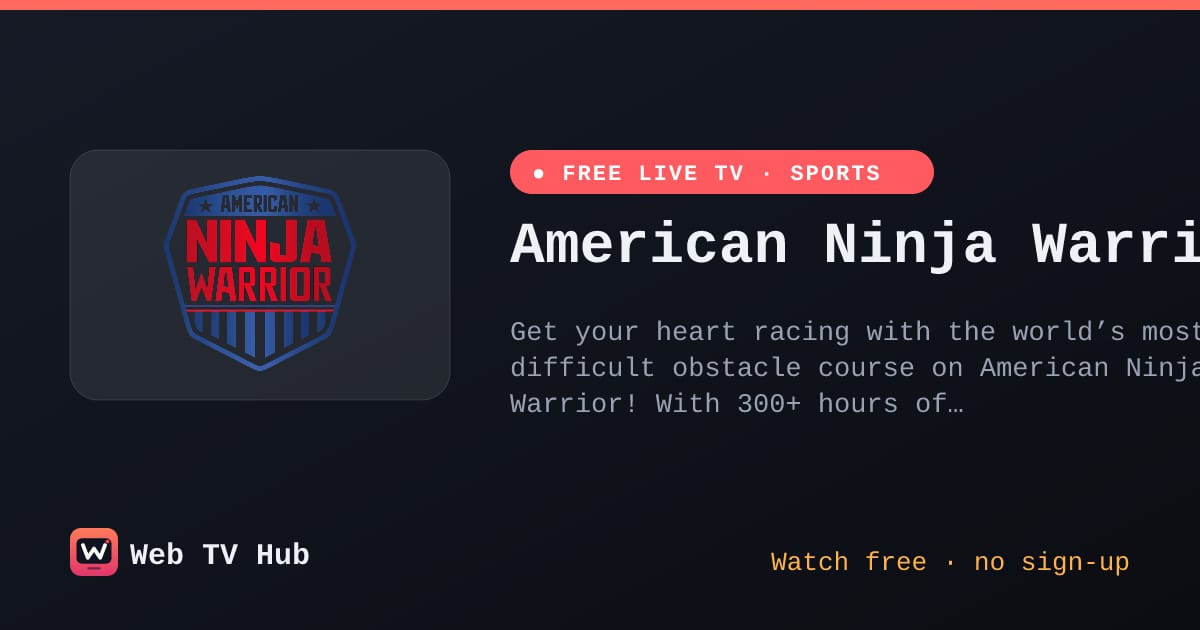 AMERICAN
NINJA
WARRIOR
• FREE LIVE TV · SPORTS
American Ninja Warri
Get your heart racing with the world’s most
difficult obstacle course on American Ninja
Warrior! With 300+ hours of…
W
Web TV Hub
Watch free · no sign-up